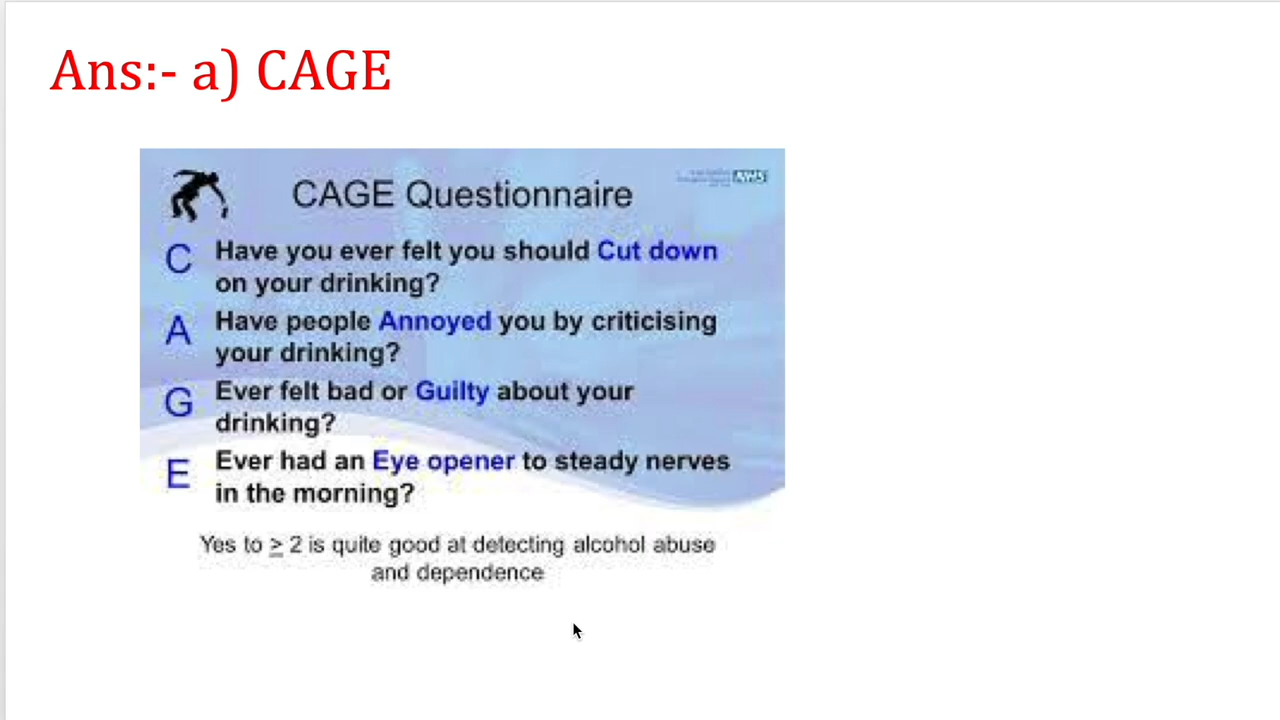 Ans:- a) CAGE
CAGE Questionnaire
NHS
C
Have you ever felt you should Cut down
on your drinking?
A
Have people Annoyed you by criticising
your drinking?
G
Ever felt bad or Guilty about your
drinking?
E
Ever had an Eye opener to steady nerves
in the morning?
Yes to ≥ 2 is quite good at detecting alcohol abuse
and dependence